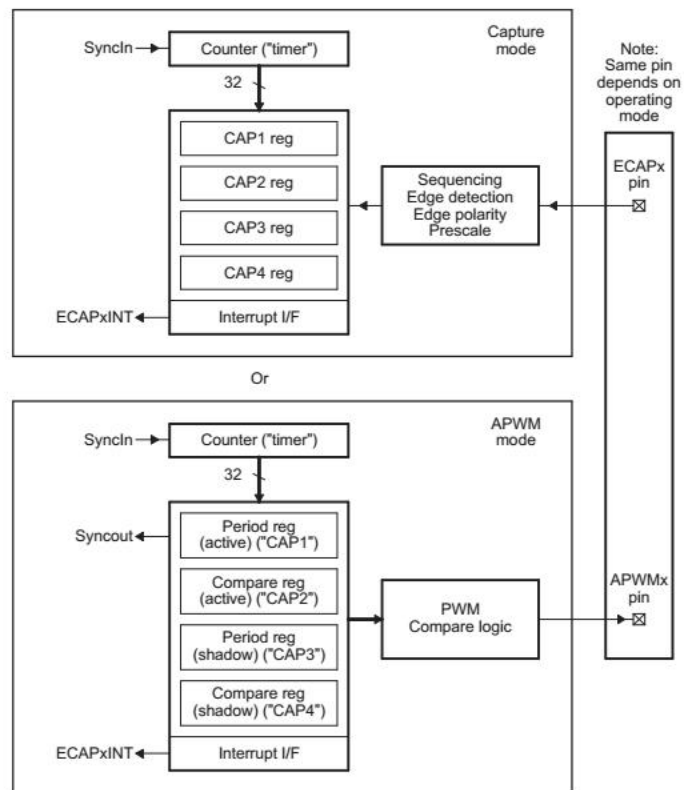 Capture
mode
SyncIn
Counter ("timer")
32
CAP1 reg
CAP2 reg
CAP3 reg
CAP4 reg
Interrupt I/F
ECAPxINT
Sequencing
Edge detection
Edge polarity
Prescale
Note:
Same pin
depends on
operating
mode
ECAPx
pin
Or
APWM
mode
SyncIn
Counter ("timer")
32
Syncout
Period reg
(active) ("CAP1")
Compare reg
(active) ("CAP2")
Period reg
(shadow) ("CAP3")
Compare reg
(shadow) ("CAP4")
Interrupt I/F
ECAPxINT
PWM
Compare logic
APWMx
pin